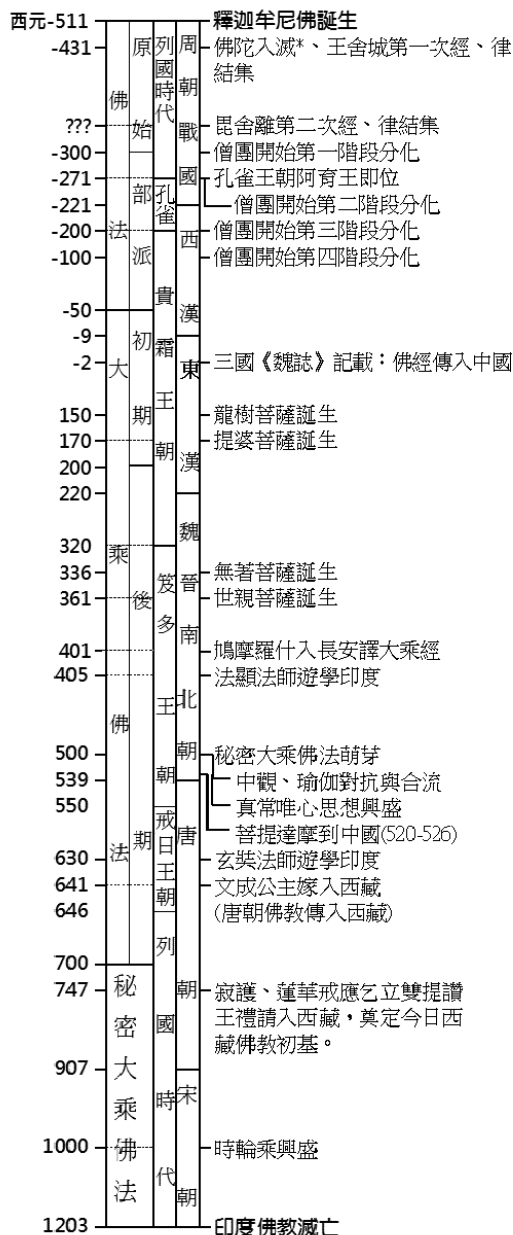 西元-511 釋迦牟尼佛誕生
-431 佛陀入滅*、王舍城第一次經、律
結集
??? 毘舍離第二次經、律結集
-300 僧團開始第一階段分化
-271 孔雀王朝阿育王即位
-221 僧團開始第二階段分化
-200 僧團開始第三階段分化
-100 僧團開始第四階段分化
-50
-9
-2 三國《魏誌》記載：佛經傳入中國
150 龍樹菩薩誕生
170 提婆菩薩誕生
200
220
320
336 無著菩薩誕生
361 世親菩薩誕生
401 鳩摩羅什入長安譯大乘經
405 法顯法師遊學印度
500 秘密大乘佛法萌芽
539 中觀、瑜伽對抗與合流
550 真常唯心思想興盛
菩提達摩到中國(520-526)
630 玄奘法師遊學印度
641 文成公主嫁入西藏
646 (唐朝佛教傳入西藏)
700
747 寂護、蓮華戒應乞立雙提讚
王禮請入西藏，奠定今日西
藏佛教初基。
907
1000 時輪乘興盛
1203 印度佛教滅亡
佛法
大乘佛法
秘密大乘佛法
原始
部派
初期
後期
列國時代
孔雀
貴霜王朝
笈多王朝
戒日王朝
列國時代
周朝戰國
西漢
東漢
魏晉南北朝
唐朝
宋朝